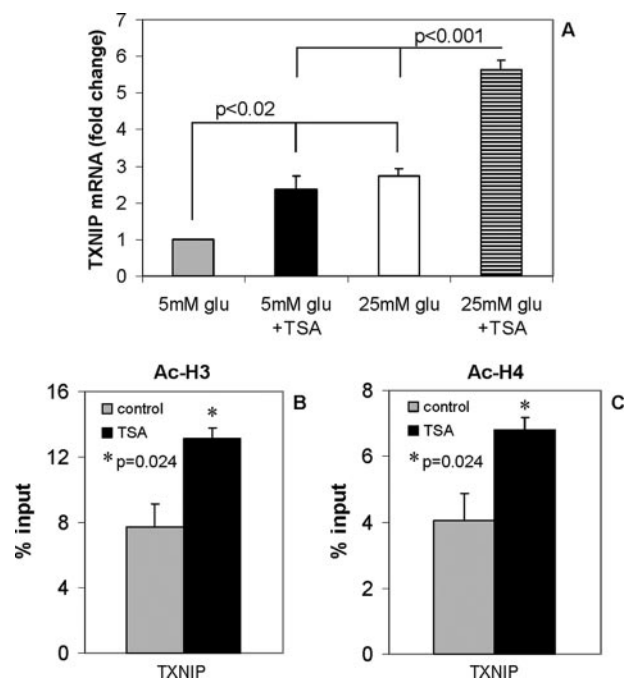 A
TXNIP mRNA (fold change)
7
6
5
4
3
2
1
0
p<0.001
p<0.02
5mM glu
5mM glu
+TSA
25mM glu
25mM glu
+TSA
Ac-H3
B
% input
16
12
8
4
0
control
TSA
*
* p=0.024
TXNIP
Ac-H4
C
% input
8
6
4
2
0
control
TSA
*
* p=0.024
TXNIP